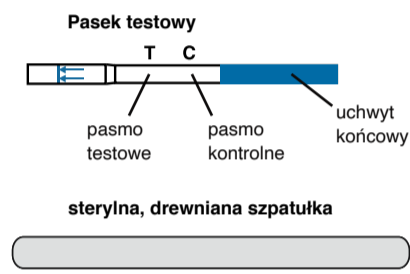 Pasek testowy
T C
pasmo
testowe
pasmo
kontrolne
uchwyt
końcowy
sterylna, drewniana szpatułka